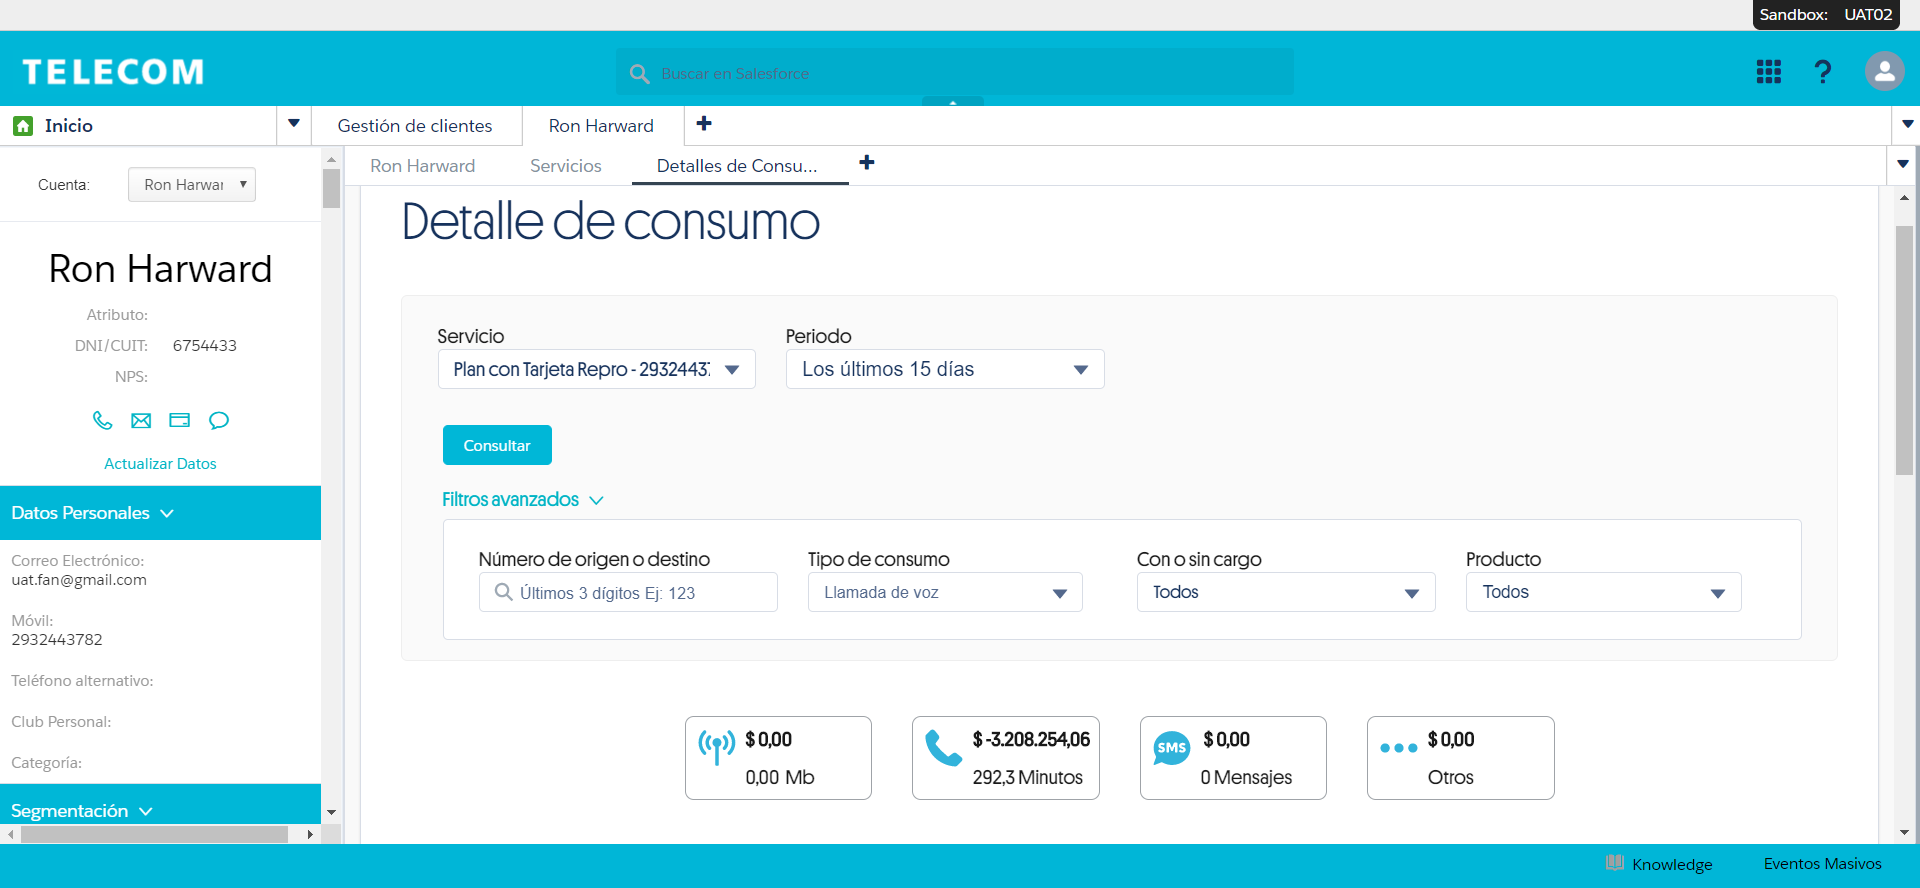 Sandbox: UAT02
TELECOM
Buscar en Salesforce
Inicio
Gestión de clientes
Ron Harward
Ron Harward
Servicios
Detalles de Consu...
Cuenta:
Ron Harwar
Ron Harward
Atributo:
DNI/CUIT: 6754433
NPS:
Actualizar Datos
Datos Personales
Correo Electrónico:
uat.fan@gmail.com
Móvil:
2932443782
Teléfono alternativo:
Club Personal:
Categoría:
Segmentación
Detalle de consumo
Servicio
Plan con Tarjeta Repro - 29324437
Periodo
Los últimos 15 días
Consultar
Filtros avanzados
Número de origen o destino
Últimos 3 dígitos Ej: 123
Tipo de consumo
Llamada de voz
Con o sin cargo
Todos
Producto
Todos
$ 0,00
0,00 Mb
$ -3.208.254,06
292,3 Minutos
SMS
$ 0,00
0 Mensajes
$ 0,00
Otros
Knowledge
Eventos Masivos